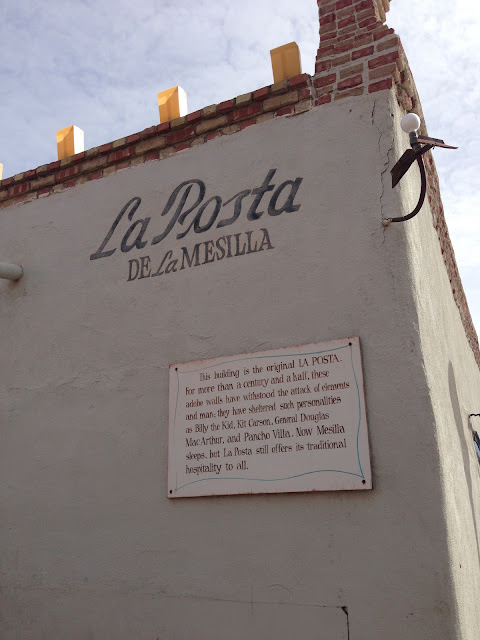 La Posta
DE La MESILLA
This building is the original LA POSTA.
For more than a century and a half, these
adobe walls have withstood the attack of elements
and man; they have sheltered such personalities
as Billy the Kid, Kit Carson, General Douglas
MacArthur, and Pancho Villa. Now Mesilla
sleeps, but La Posta still offers its traditional
hospitality to all.